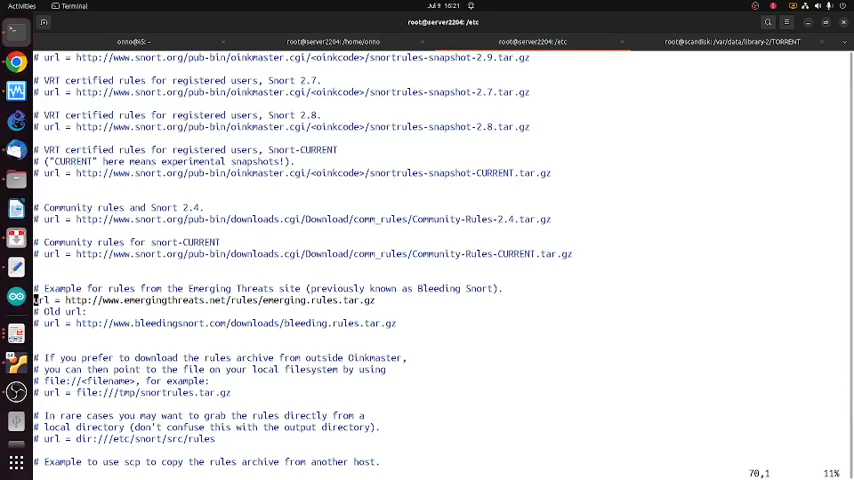 Activities
Terminal
Jul 9 16:21
root@server2204: /etc
onno@i5: ~
root@server2204: /home/onno
root@server2204: /etc
root@scandisk: /var/data/library-2/TORRENT
# url = http://www.snort.org/pub-bin/oinkmaster.cgi/<oinkcode>/snortrules-snapshot-2.9.tar.gz
# VRT certified rules for registered users, Snort 2.7.
# url = http://www.snort.org/pub-bin/oinkmaster.cgi/<oinkcode>/snortrules-snapshot-2.7.tar.gz
# VRT certified rules for registered users, Snort 2.8.
# url = http://www.snort.org/pub-bin/oinkmaster.cgi/<oinkcode>/snortrules-snapshot-2.8.tar.gz
# VRT certified rules for registered users, Snort-CURRENT
# ("CURRENT" here means experimental snapshots!).
# url = http://www.snort.org/pub-bin/oinkmaster.cgi/<oinkcode>/snortrules-snapshot-CURRENT.tar.gz
# Community rules and Snort 2.4.
# url = http://www.snort.org/pub-bin/downloads.cgi/Download/comm_rules/Community-Rules-2.4.tar.gz
# Community rules for snort-CURRENT
# url = http://www.snort.org/pub-bin/downloads.cgi/Download/comm_rules/Community-Rules-CURRENT.tar.gz
# Example for rules from the Emerging Threats site (previously known as Bleeding Snort).
url = http://www.emergingthreats.net/rules/emerging.rules.tar.gz
# Old url:
# url = http://www.bleedingsnort.com/downloads/bleeding.rules.tar.gz
# If you prefer to download the rules archive from outside Oinkmaster,
# you can then point to the file on your local filesystem by using
# file://<filename>, for example:
# url = file:///tmp/snortrules.tar.gz
# In rare cases you may want to grab the rules directly from a
# local directory (don't confuse this with the output directory).
# url = dir:///etc/snort/src/rules
# Example to use scp to copy the rules archive from another host.
70,1 11%